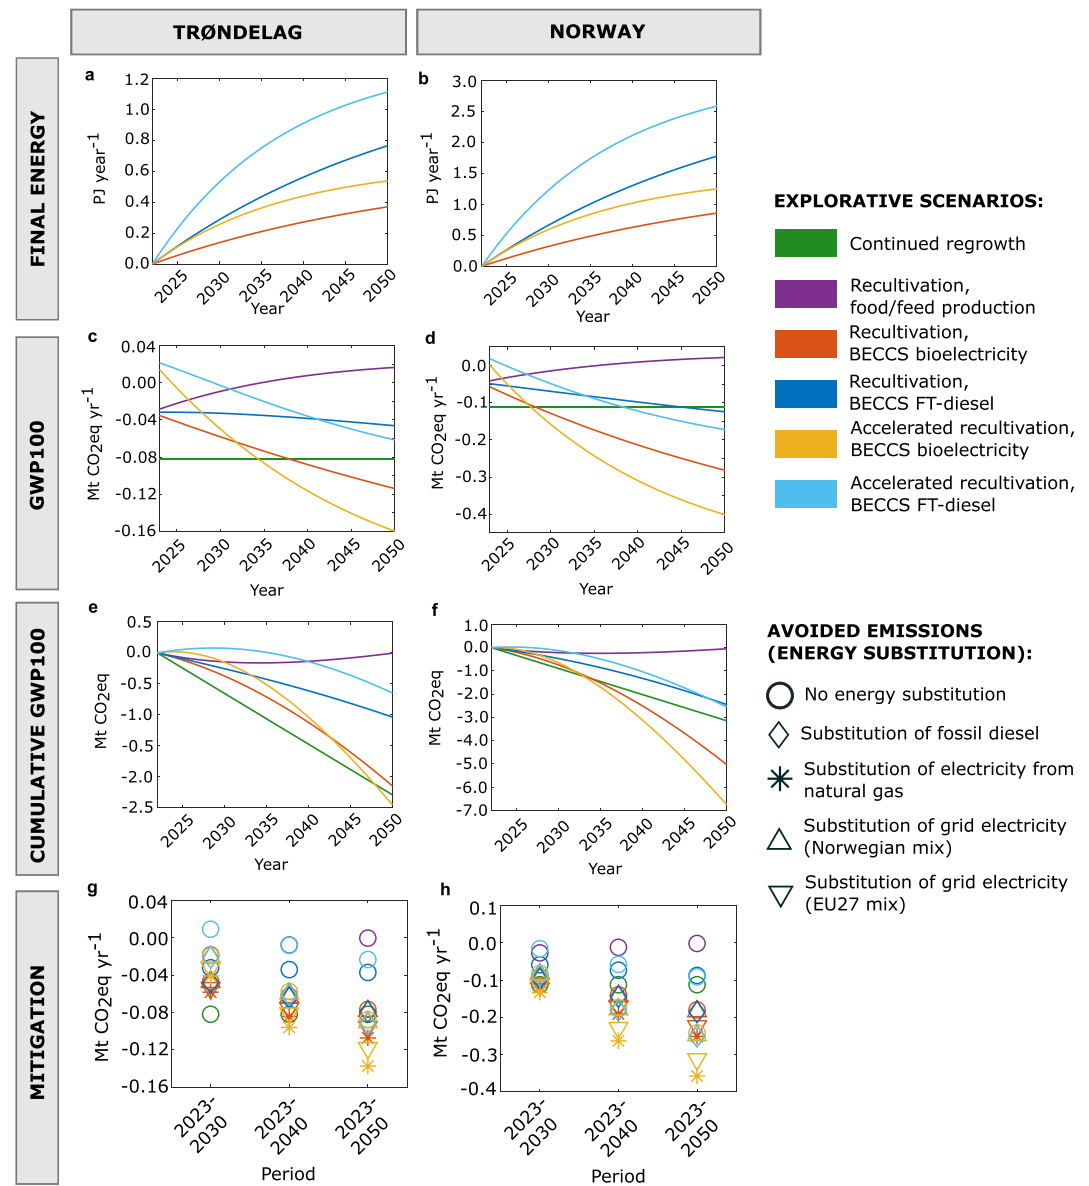 TRØNDELAG
NORWAY
FINAL ENERGY
a
PJ year-1
1.2
1.0
0.8
0.6
0.4
0.2
0.0
2025
2030
2035
2040
2045
2050
Year
b
PJ year-1
3.0
2.5
2.0
1.5
1.0
0.5
0.0
2025
2030
2035
2040
2045
2050
Year
GWP100
c
Mt CO2eq yr-1
0.04
0.00
-0.04
-0.08
-0.12
-0.16
2025
2030
2035
2040
2045
2050
Year
d
Mt CO2eq yr-1
0.0
-0.1
-0.2
-0.3
-0.4
2025
2030
2035
2040
2045
2050
Year
CUMULATIVE GWP100
e
Mt CO2eq
0.5
0.0
-0.5
-1.0
-0.5
-2.0
-2.5
2025
2030
2035
2040
2045
2050
Year
f
Mt CO2eq
1.0
0.0
-1.0
-2.0
-3.0
-4.0
-5.0
-6.0
-7.0
2025
2030
2035
2040
2045
2050
Year
MITIGATION
g
Mt CO2eq yr-1
0.04
0.00
-0.04
-0.08
-0.12
-0.16
2023-
2030
2023-
2040
2023-
2050
Period
h
Mt CO2eq yr-1
0.1
0.0
-0.1
-0.2
-0.3
-0.4
2023-
2030
2023-
2040
2023-
2050
Period
EXPLORATIVE SCENARIOS:
Continued regrowth
Recultivation,
food/feed production
Recultivation,
BECCS bioelectricity
Recultivation,
BECCS FT-diesel
Accelerated recultivation,
BECCS bioelectricity
Accelerated recultivation,
BECCS FT-diesel
AVOIDED EMISSIONS
(ENERGY SUBSTITUTION):
No energy substitution
Substitution of fossil diesel
Substitution of electricity from
natural gas
Substitution of grid electricity
(Norwegian mix)
Substitution of grid electricity
(EU27 mix)